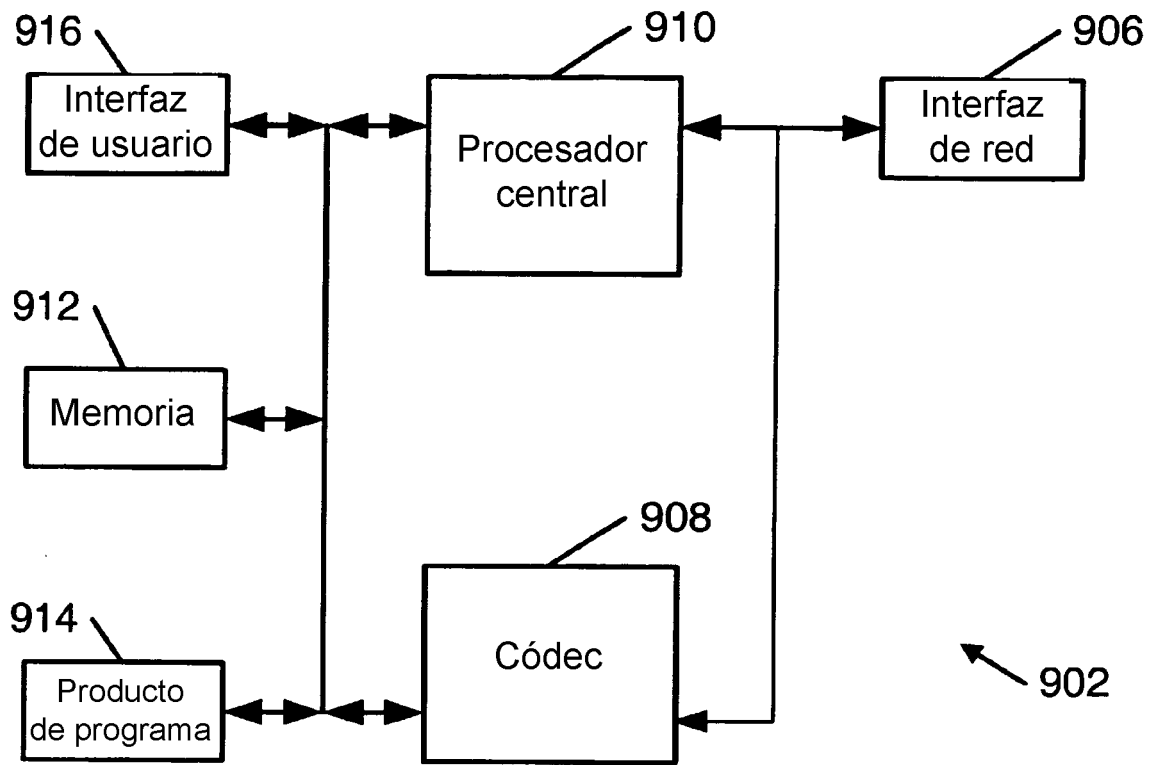 916
910
906
Interfaz
de usuario
Procesador
central
Interfaz
de red
912
Memoria
908
914
Códec
Producto
de programa
902